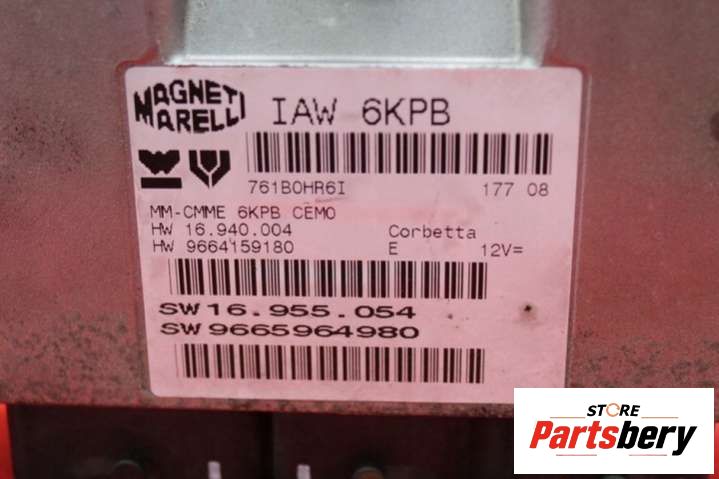 MAGNETI
MARELLI
IAW 6KPB
761B0HR6I 177 08
MM-CMME 6KPB CEMO
HW 16.940.004 Corbetta
HW 9664159180 E 12V=
SW 16.955.054
SW 9665964980
STORE
Partsbery